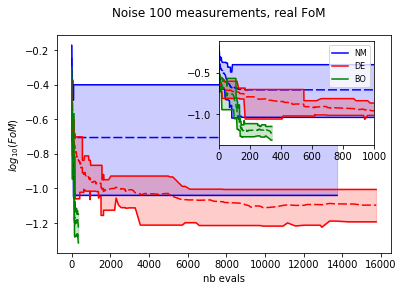 Noise 100 measurements, real FoM
log₁₀(FoM)
−0.2
−0.4
−0.6
−0.8
−1.0
−1.2
0 2000 4000 6000 8000 10000 12000 14000 16000
nb evals
−0.5
−1.0
0 200 400 600 800 1000
NM
DE
BO